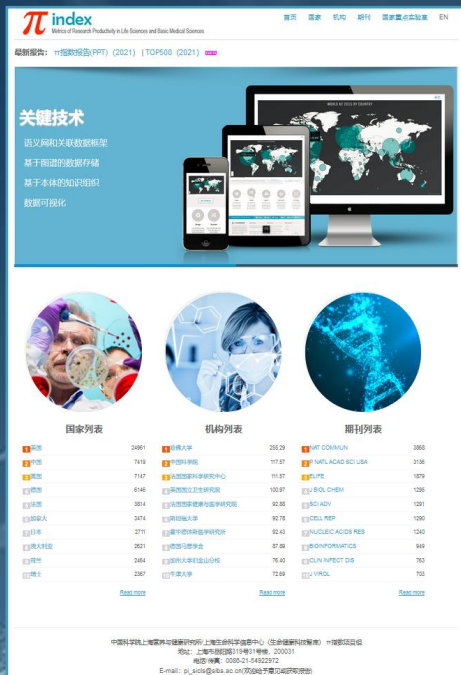 π index
Metrics of Research Productivity in Life Sciences and Basic Medical Sciences
首页 国家 机构 期刊 国家重点实验室 EN
最新报告： π指数报告(PPT)（2021） | TOP500（2021）
关键技术
语义网和关联数据框架
基于图谱的数据存储
基于本体的知识组织
数据可视化
国家列表
1 美国 24961
2 中国 7419
3 英国 7147
4 德国 6146
5 法国 3814
6 加拿大 3474
7 日本 2711
8 澳大利亚 2621
9 荷兰 2464
10 瑞士 2367
Read more
机构列表
1 哈佛大学 255.29
2 中国科学院 117.57
3 法国国家科学研究中心 111.57
4 美国国立卫生研究院 100.97
5 法国国家健康与医学研究院 92.88
6 斯坦福大学 92.78
7 霍华德休斯医学研究所 92.43
8 德国马普学会 87.89
9 加州大学旧金山分校 76.40
10 牛津大学 72.69
Read more
期刊列表
1 NAT COMMUN 3868
2 P NATL ACAD SCI USA 3136
3 ELIFE 1879
4 J BIOL CHEM 1295
5 SCI ADV 1291
6 CELL REP 1290
7 NUCLEIC ACIDS RES 1240
8 BIOINFORMATICS 949
9 CLIN INFECT DIS 763
10 J VIROL 703
Read more
中国科学院上海营养与健康研究所/上海生命科学信息中心（生命健康科技智库） π指数项目组
地址：上海市岳阳路319号31号楼，200031
电话/传真：0086-21-54922972
E-mail：pi_sicls@sibs.ac.cn(欢迎给予意见或获取报告)